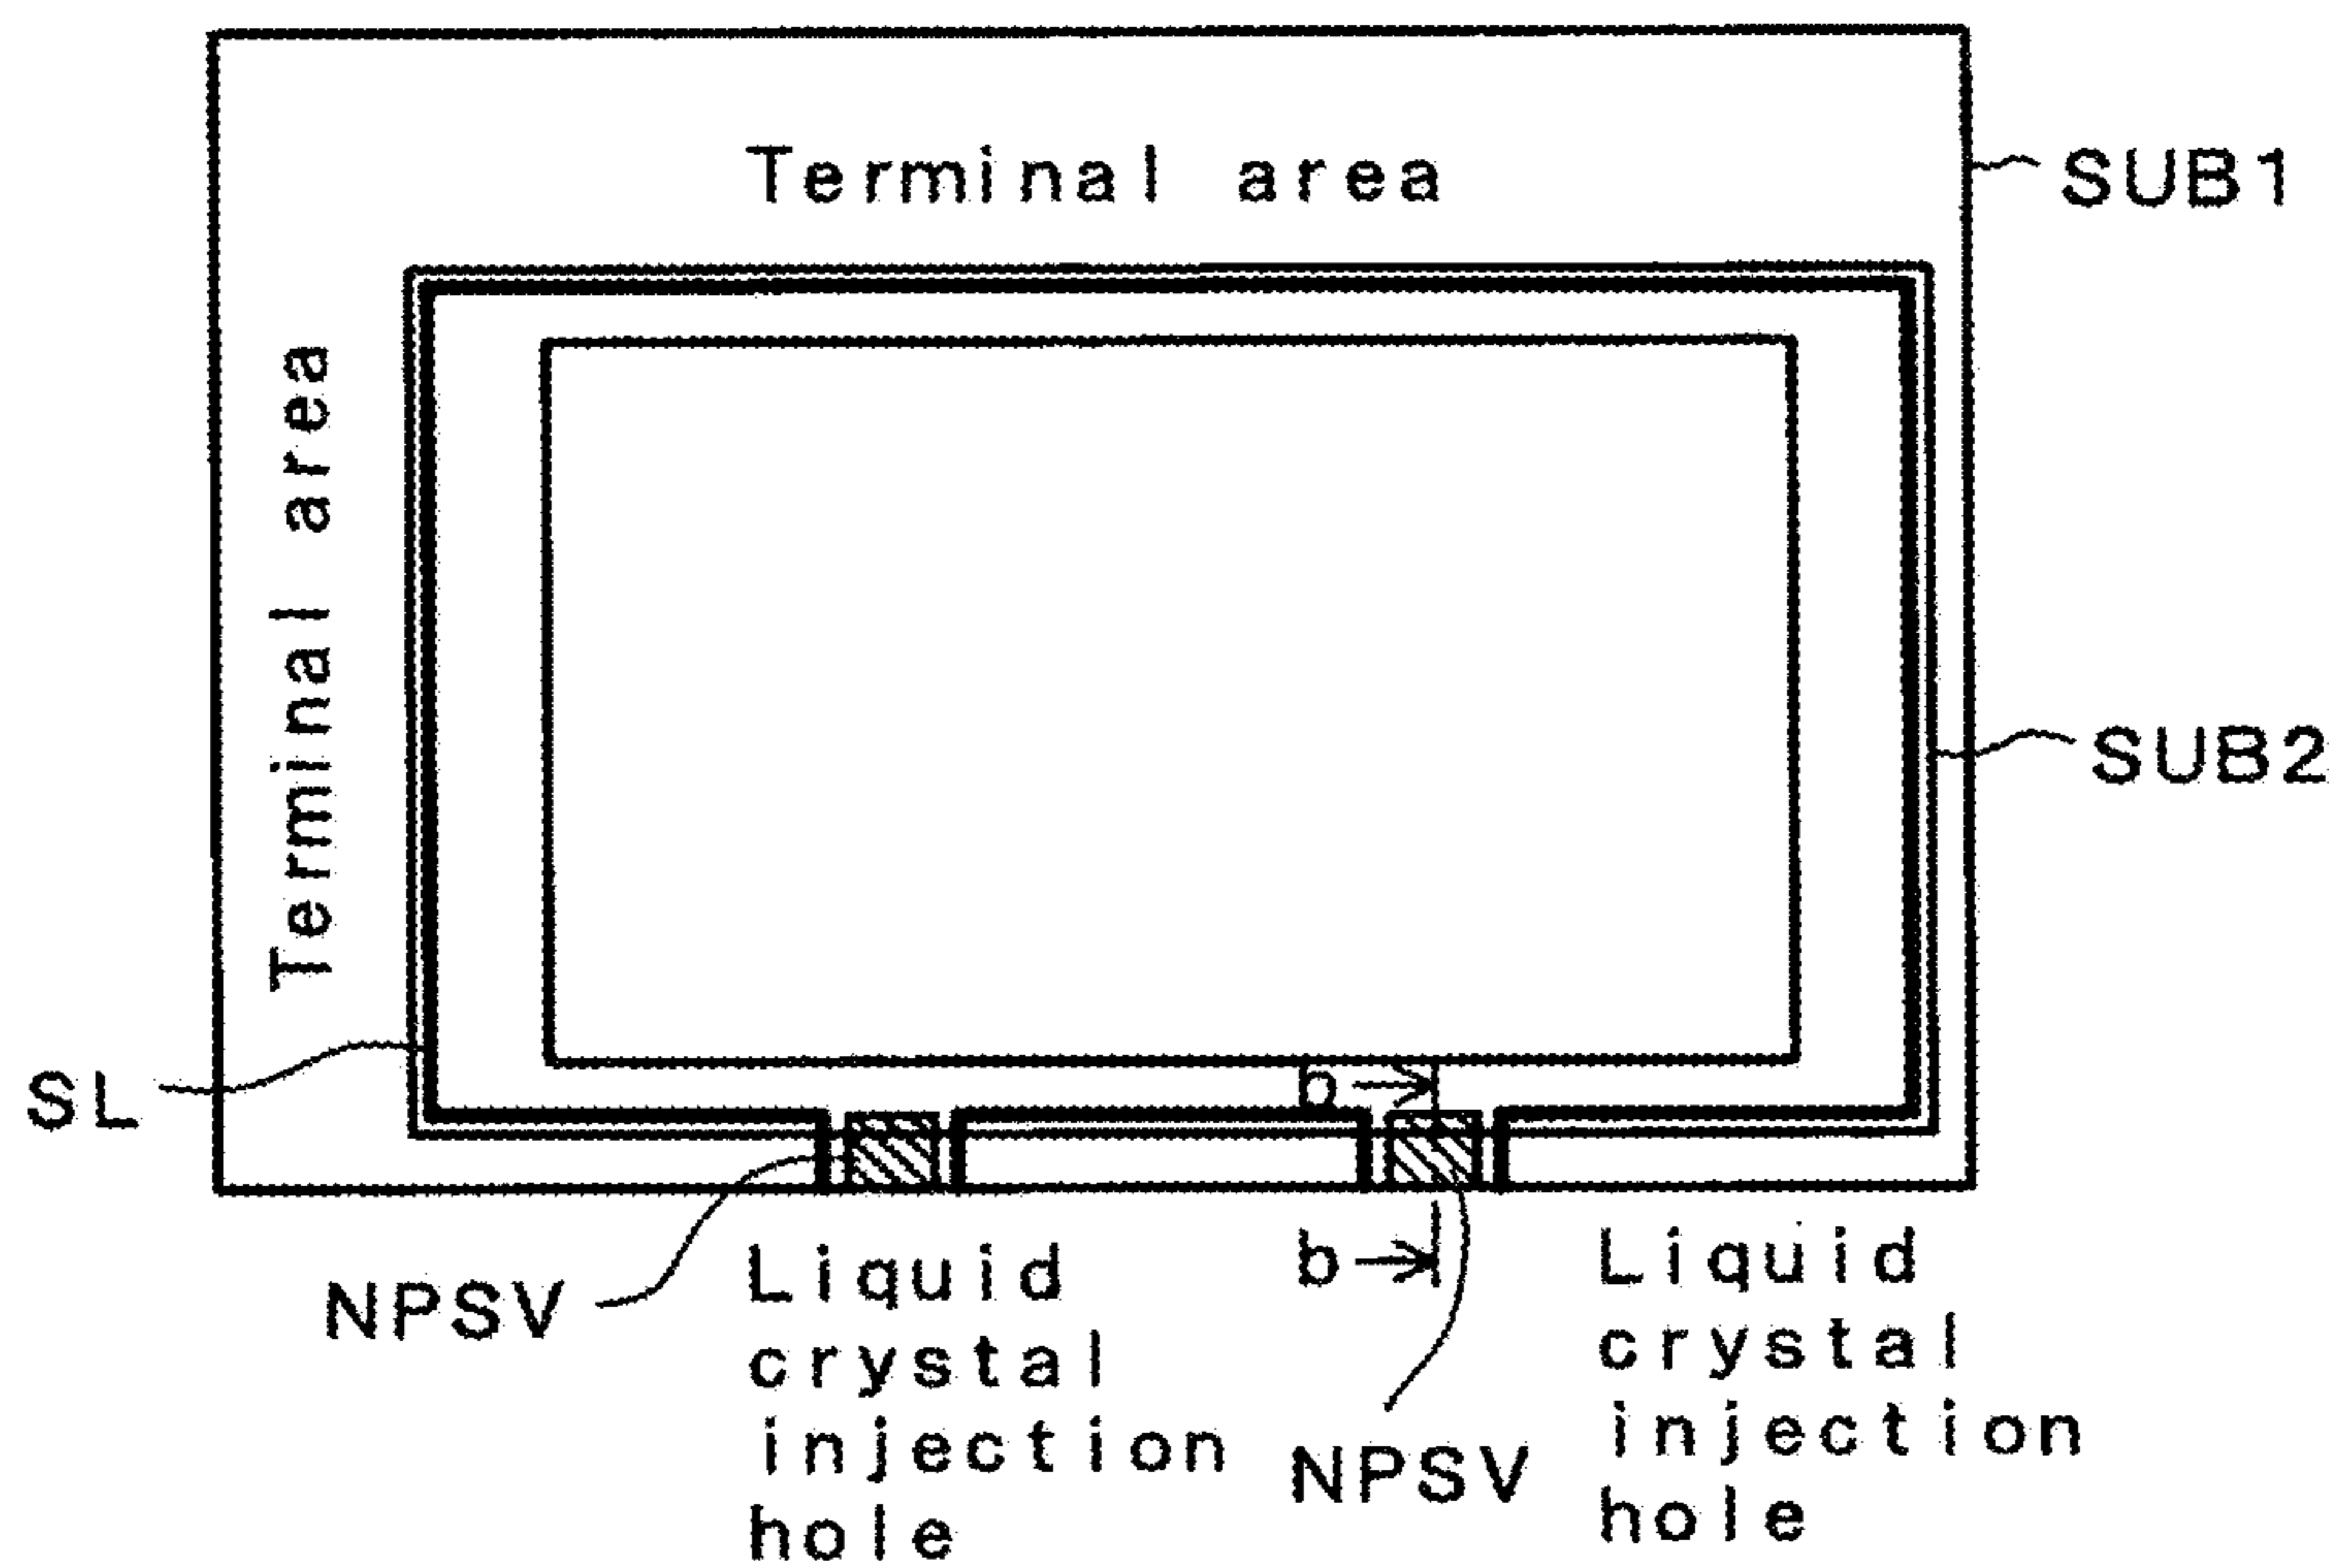 Terminal area
SUB1
Terminal area
SUB2
SL
b
b
NPSV
Liquid
crystal
injection
hole
NPSV
Liquid
crystal
injection
hole